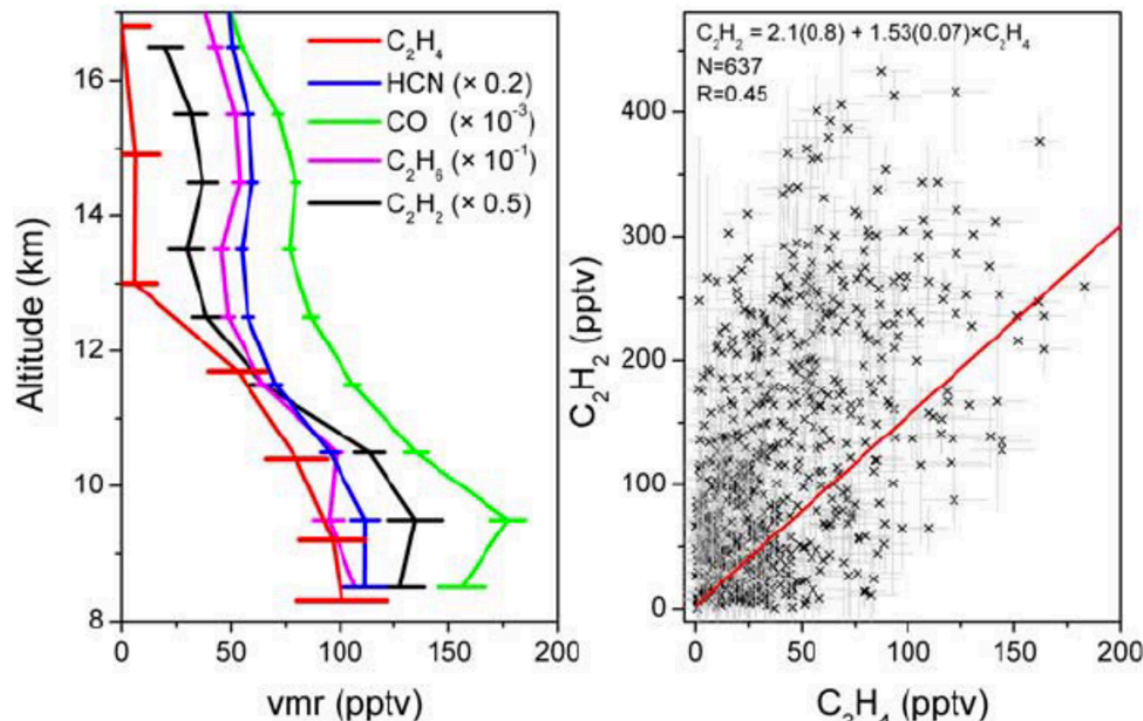 C₂H₄
HCN (× 0.2)
CO (× 10⁻³)
C₂H₆ (× 10⁻¹)
C₂H₂ (× 0.5)
16
14
12
10
8
Altitude (km)
0 50 100 150 200
vmr (pptv)
C₂H₂ = 2.1(0.8) + 1.53(0.07)×C₂H₄
N=637
R=0.45
400
300
200
100
0
C₂H₂ (pptv)
0 50 100 150 200
C₂H₄ (pptv)